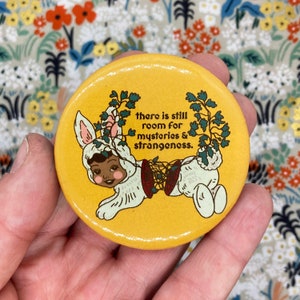 there is still
room for
mysteries &
strangeness.